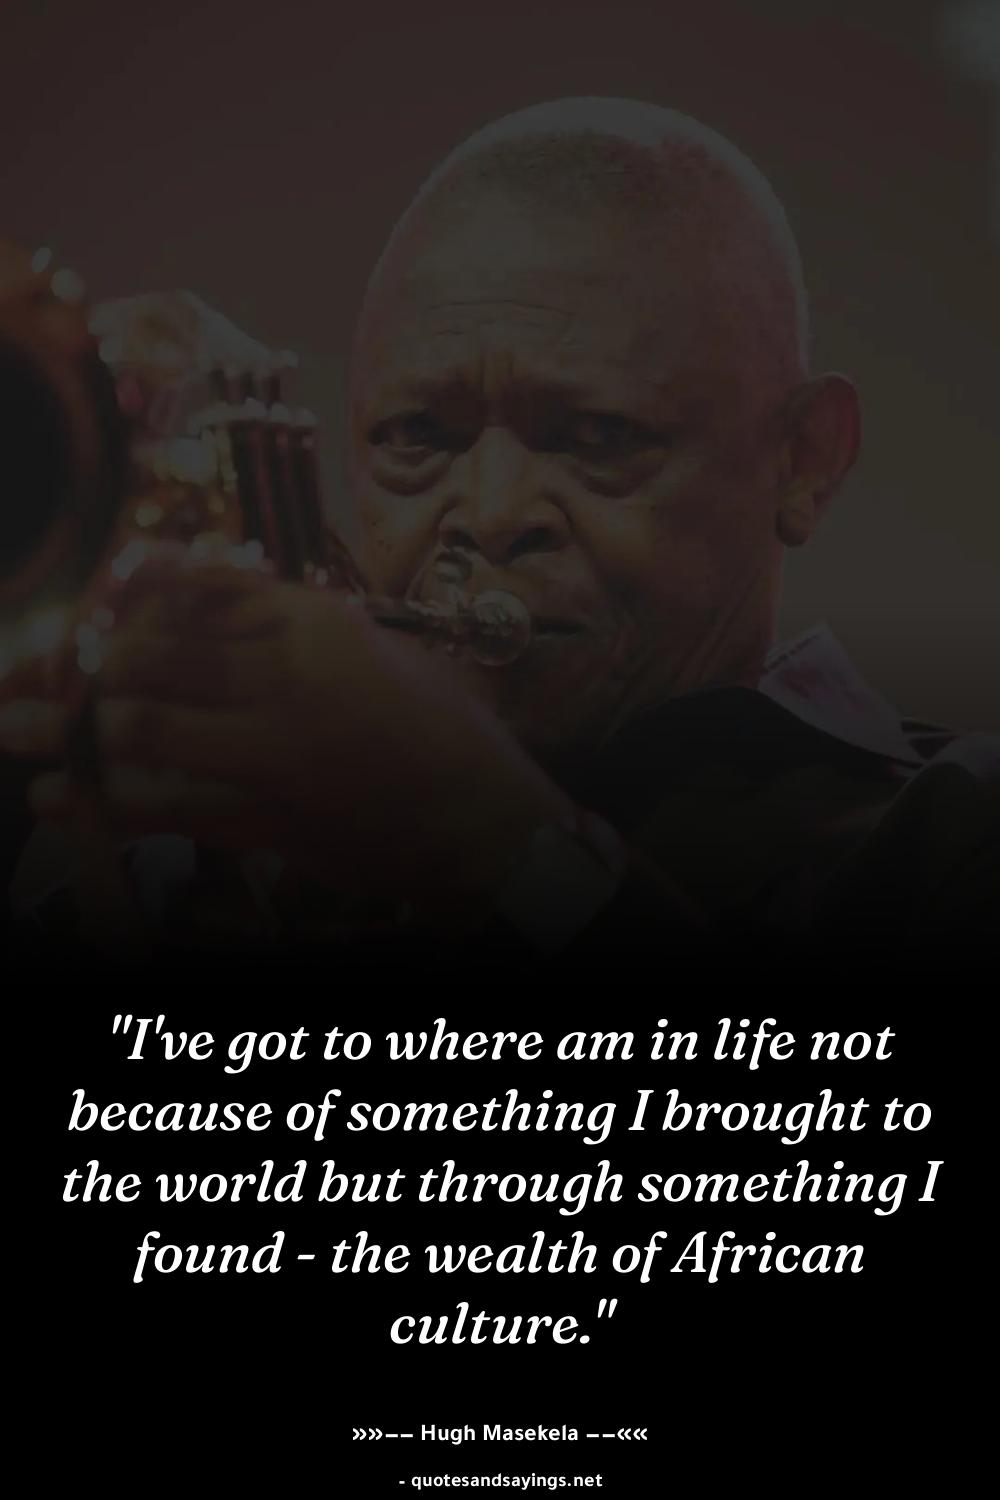 "I've got to where am in life not
because of something I brought to
the world but through something I
found - the wealth of African
culture."
»»−− Hugh Masekela −−««
- quotesandsayings.net